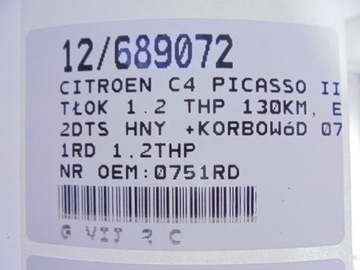 12/689072
CITROEN C4 PICASSO II
TŁOK 1.2 THP 130KM, E
2DTS HNY +KORBOWóD 07
1RD 1.2THP
NR OEM:0751RD
G VIJ R C